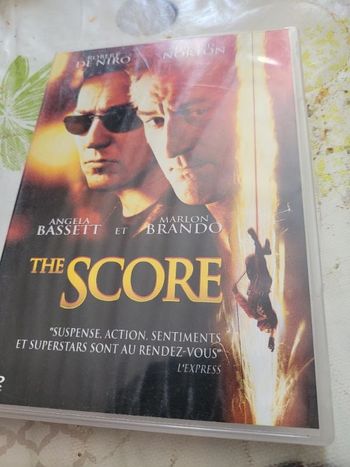 ROBERT
DE NIRO
NORTON
ANGELA
BASSETT
ET
MARLON
BRANDO
THE SCORE
"SUSPENSE, ACTION, SENTIMENTS
ET SUPERSTARS SONT AU RENDEZ-VOUS"
L'EXPRESS